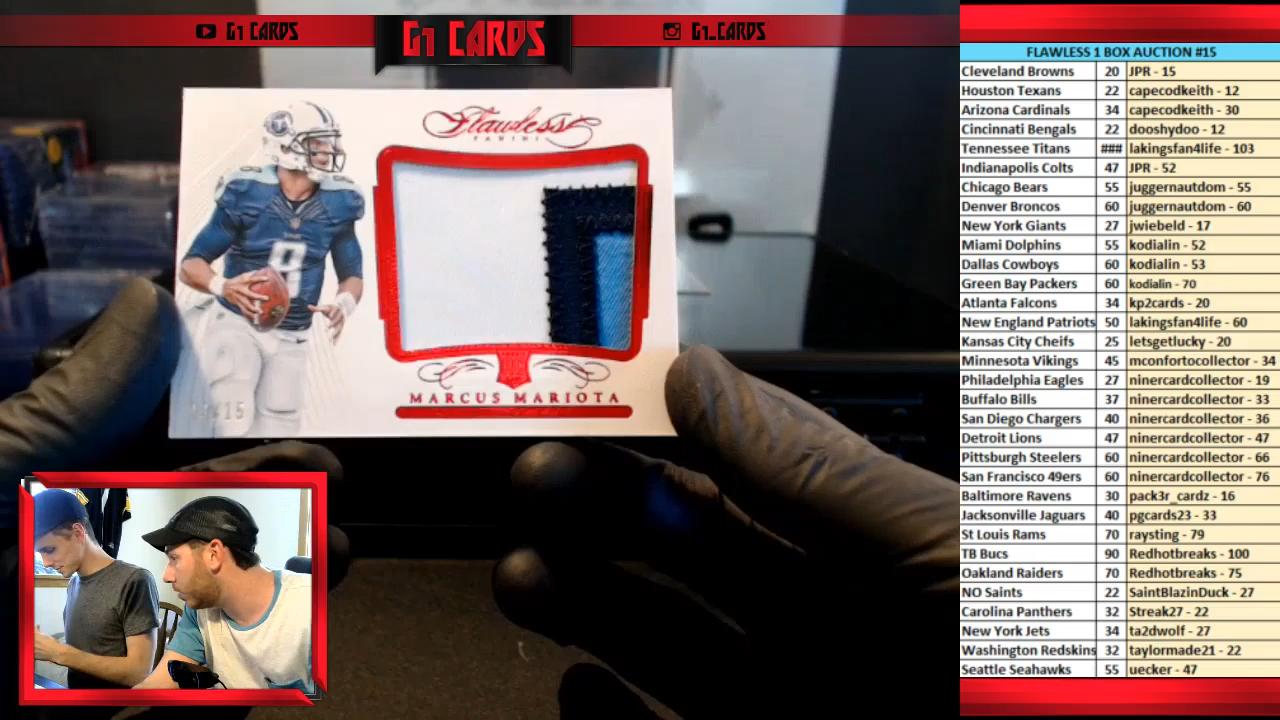 G1 CARDS
G1 CARDS
G1_CARDS
Flawless
PANINI
8
8
MARCUS MARIOTA
FLAWLESS 1 BOX AUCTION #15
Cleveland Browns 20 JPR - 15
Houston Texans 22 capecodkeith - 12
Arizona Cardinals 34 capecodkeith - 30
Cincinnati Bengals 22 dooshydoo - 12
Tennessee Titans ### lakingsfan4life - 103
Indianapolis Colts 47 JPR - 52
Chicago Bears 55 juggernautdom - 55
Denver Broncos 60 juggernautdom - 60
New York Giants 27 jwiebeld - 17
Miami Dolphins 55 kodialin - 52
Dallas Cowboys 60 kodialin - 53
Green Bay Packers 60 kodialin - 70
Atlanta Falcons 34 kp2cards - 20
New England Patriots 50 lakingsfan4life - 60
Kansas City Cheifs 25 letsgetlucky - 20
Minnesota Vikings 45 mconfortocollector - 34
Philadelphia Eagles 27 ninercardcollector - 19
Buffalo Bills 37 ninercardcollector - 33
San Diego Chargers 40 ninercardcollector - 36
Detroit Lions 47 ninercardcollector - 47
Pittsburgh Steelers 60 ninercardcollector - 66
San Francisco 49ers 60 ninercardcollector - 76
Baltimore Ravens 30 pack3r_cardz - 16
Jacksonville Jaguars 40 pgcards23 - 33
St Louis Rams 70 raysting - 79
TB Bucs 90 Redhotbreaks - 100
Oakland Raiders 70 Redhotbreaks - 75
NO Saints 22 SaintBlazinDuck - 27
Carolina Panthers 32 Streak27 - 22
New York Jets 34 ta2dwolf - 27
Washington Redskins 32 taylormade21 - 22
Seattle Seahawks 55 uecker - 47